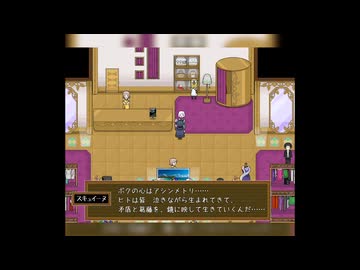 スキュイーヌ
ボクの心はアシンメトリ……
ヒトは皆　泣きながら生まれてきて、
矛盾と葛藤を、鏡に映して生きていくんだ……